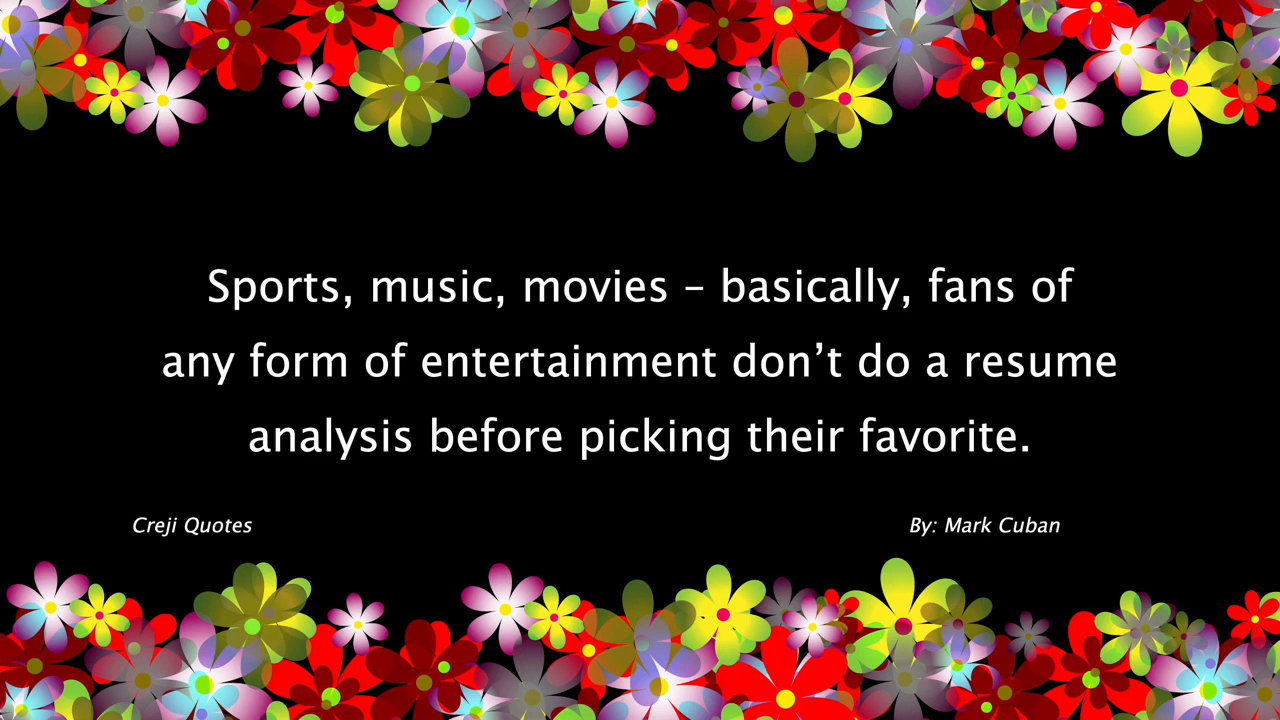 Sports, music, movies – basically, fans of
any form of entertainment don’t do a resume
analysis before picking their favorite.
Creji Quotes
By: Mark Cuban